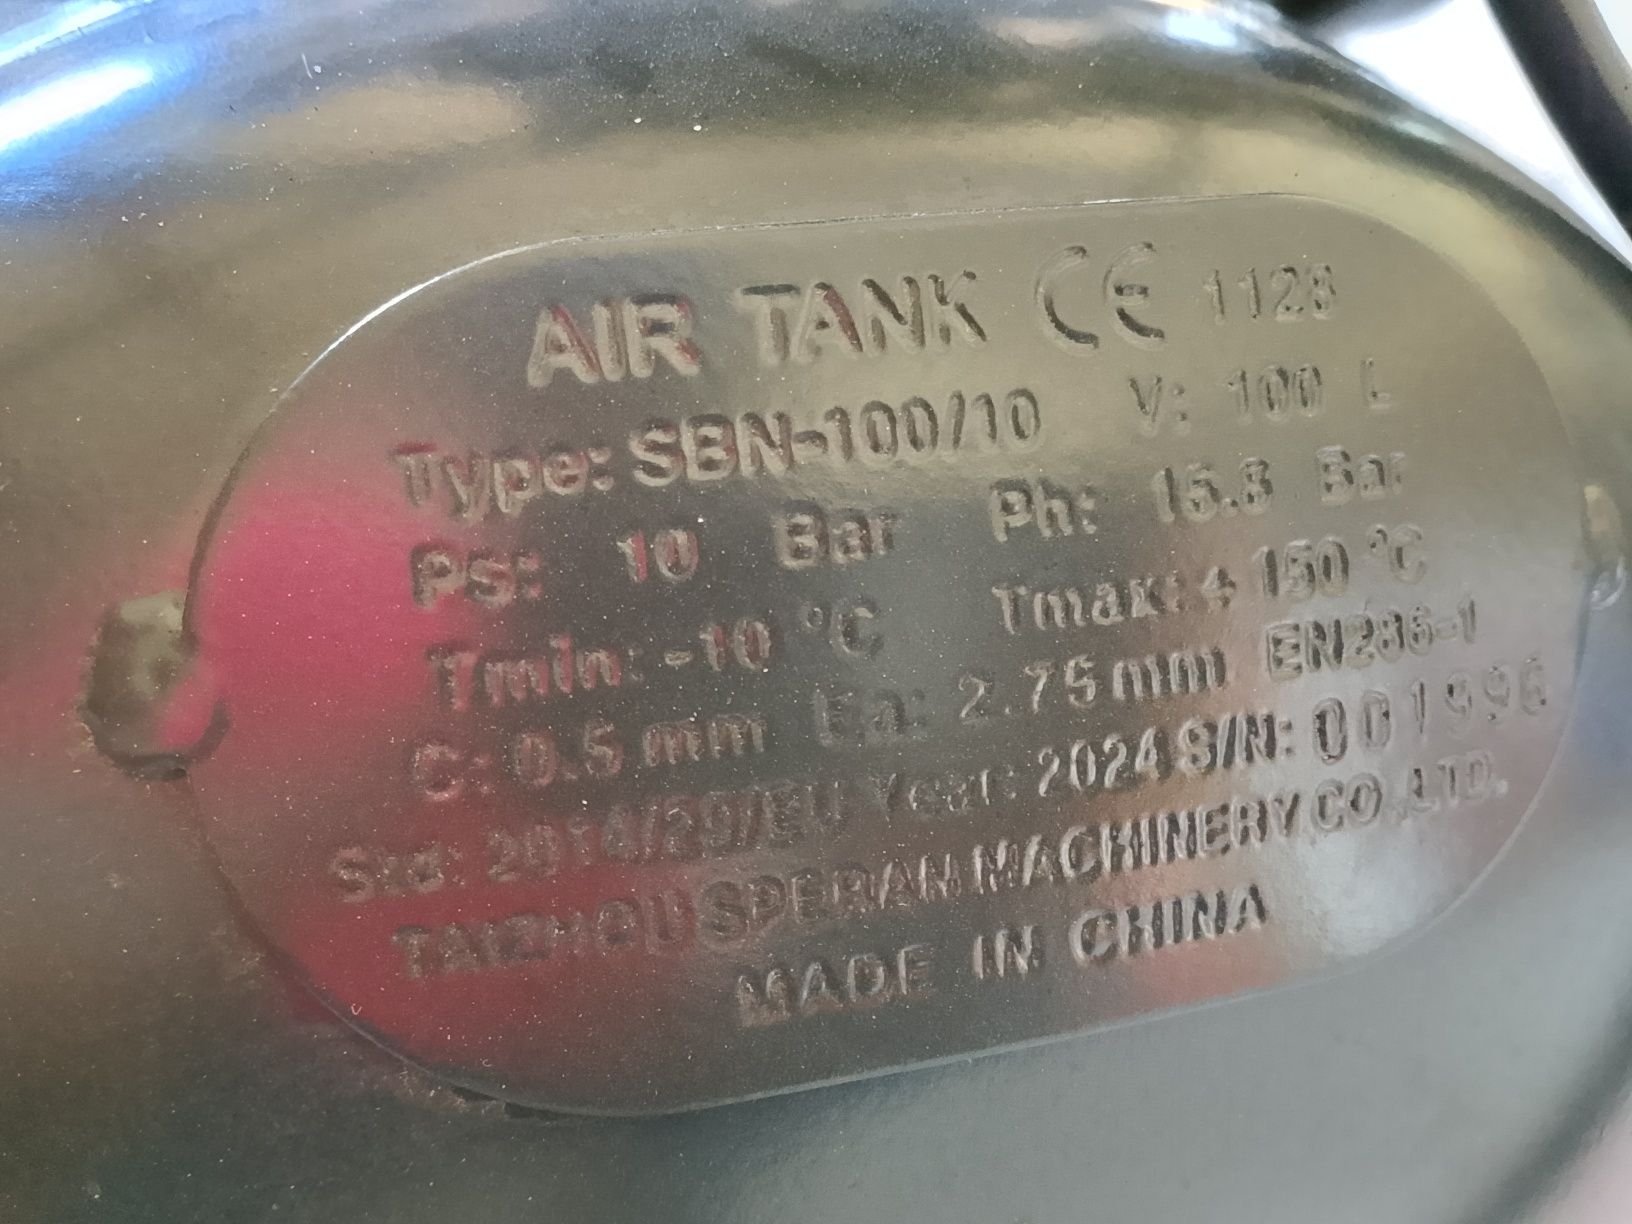 AIR TANK CE 1128
Type: SBN-100/10 V: 100 L
Ps: 10 Bar Ph: 15.8 Bar
Tmin: -10 °C Tmax: + 150 °C
C: 0.5 mm Ea: 2.75 mm EN286-1
Std: 2014/29/EU Year: 2024 S/N: 001996
TAIZHOU SPERAN MACHINERY.CO.,LTD.
MADE IN CHINA